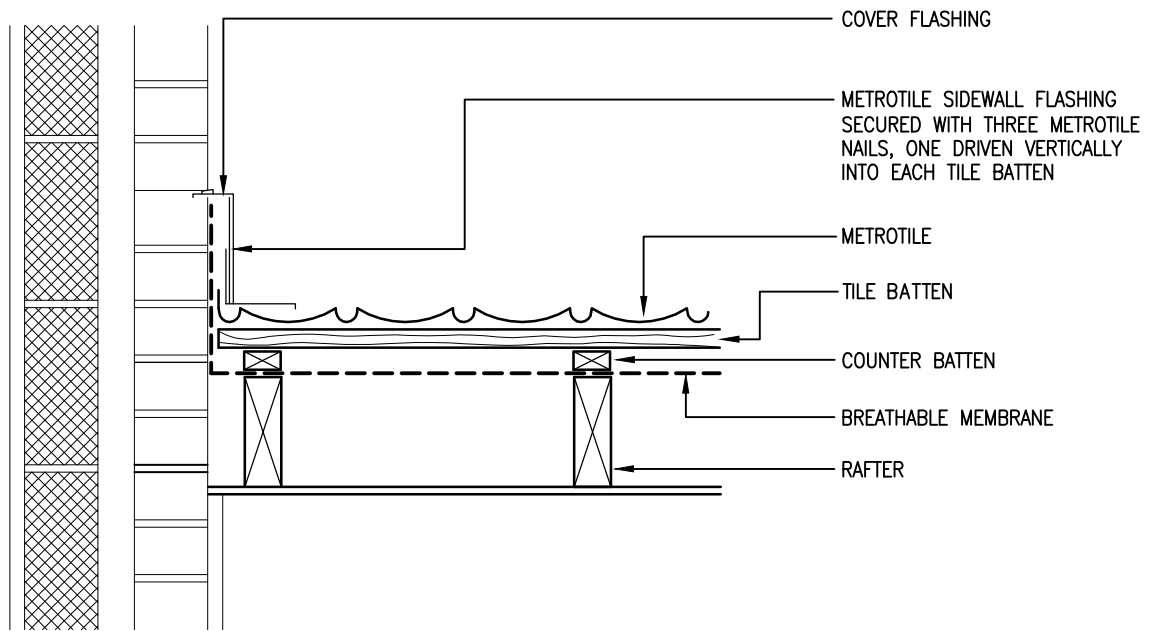 COVER FLASHING
METROTILE SIDEWALL FLASHING
SECURED WITH THREE METROTILE
NAILS, ONE DRIVEN VERTICALLY
INTO EACH TILE BATTEN
METROTILE
TILE BATTEN
COUNTER BATTEN
BREATHABLE MEMBRANE
RAFTER